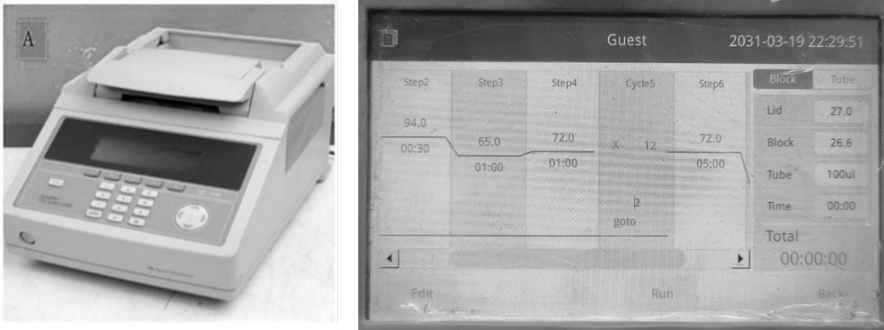 A
Guest
2031-03-19 22:29:51
Step2
Step3
Step4
Cycle5
Step6
Block
Tube
94.0
00:30
65.0
01:00
72.0
01:00
X 12
72.0
05:00
2
goto
Lid 27.0
Block 26.6
Tube 100ul
Time 00:00
Total
00:00:00
Edit
Run
Back